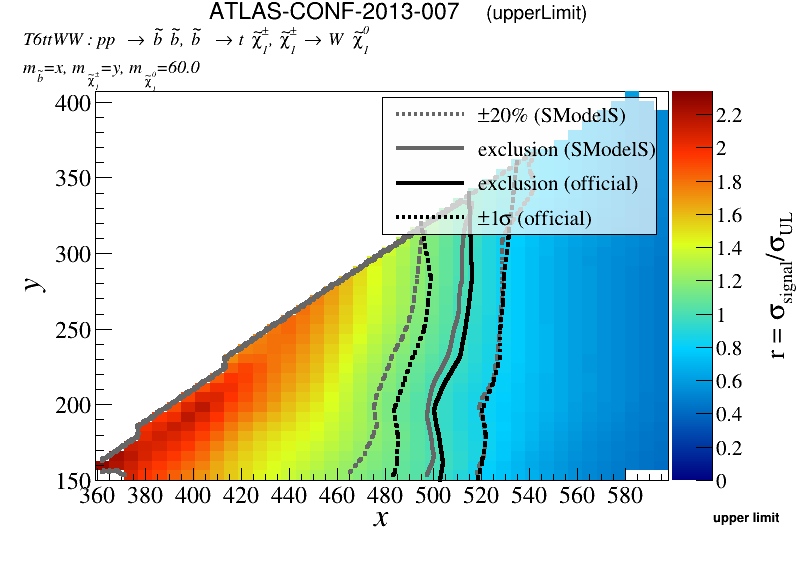 ATLAS-CONF-2013-007 (upperLimit)
T6ttWW : pp → b̃ b̃, b̃ → t χ̃₁±, χ̃₁± → W χ̃₁⁰
m_b̃=x, m_χ̃₁±=y, m_χ̃₁⁰=60.0
±20% (SModelS)
exclusion (SModelS)
exclusion (official)
±1σ (official)
y
400
350
300
250
200
150
360 380 400 420 440 460 480 500 520 540 560 580
x
2.2
2
1.8
1.6
1.4
1.2
1
0.8
0.6
0.4
0.2
0
r = σ_signal/σ_UL
upper limit